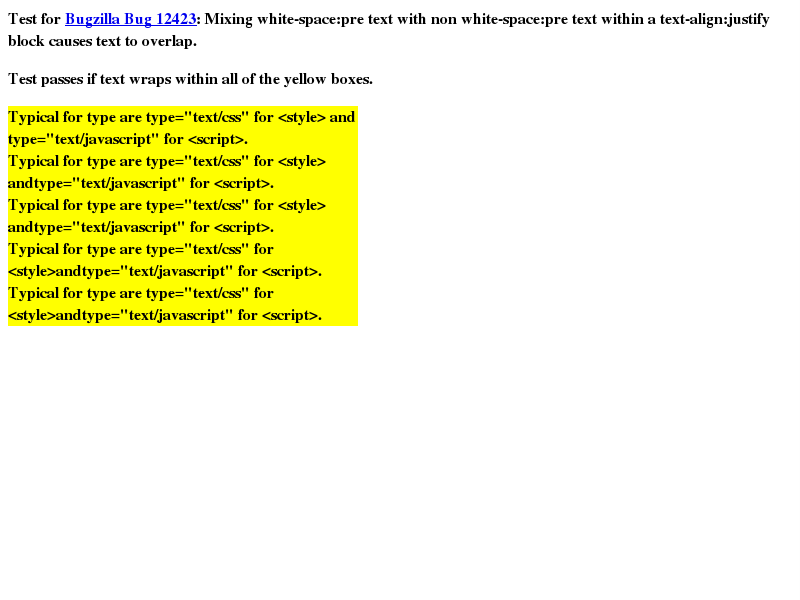 Test for Bugzilla Bug 12423: Mixing white-space:pre text with non white-space:pre text within a text-align:justify
block causes text to overlap.
Test passes if text wraps within all of the yellow boxes.
Typical for type are type="text/css" for <style> and
type="text/javascript" for <script>.
Typical for type are type="text/css" for <style>
andtype="text/javascript" for <script>.
Typical for type are type="text/css" for <style>
andtype="text/javascript" for <script>.
Typical for type are type="text/css" for
<style>andtype="text/javascript" for <script>.
Typical for type are type="text/css" for
<style>andtype="text/javascript" for <script>.